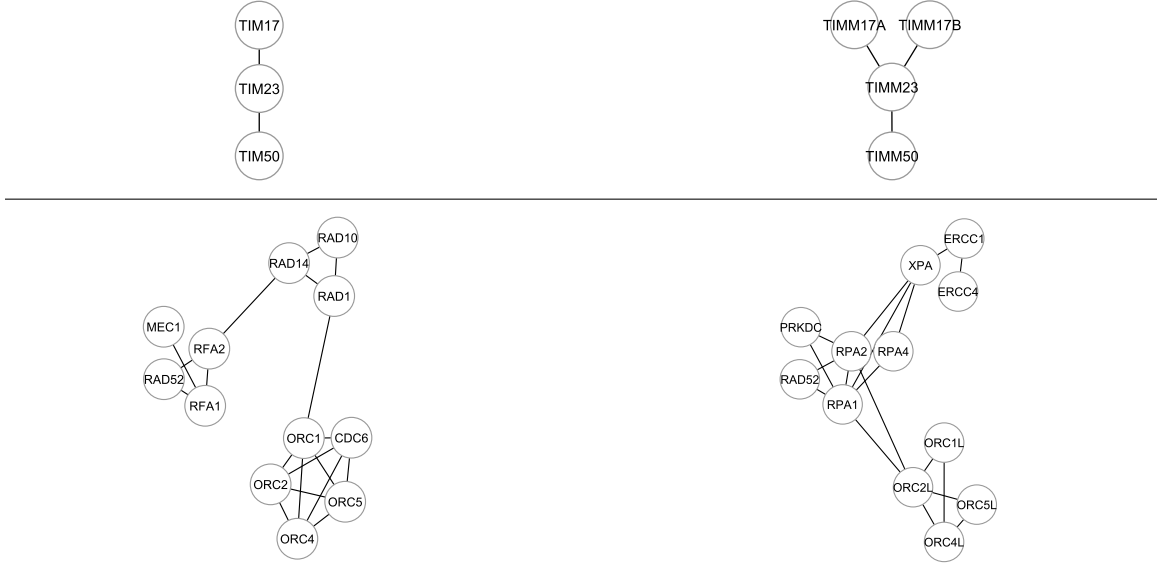 TIM17
TIM23
TIM50
TIMM17A
TIMM17B
TIMM23
TIMM50
RAD10
RAD14
RAD1
MEC1
RFA2
RAD52
RFA1
ORC1
CDC6
ORC2
ORC5
ORC4
ERCC1
XPA
ERCC4
PRKDC
RPA2
RPA4
RAD52
RPA1
ORC1L
ORC2L
ORC5L
ORC4L